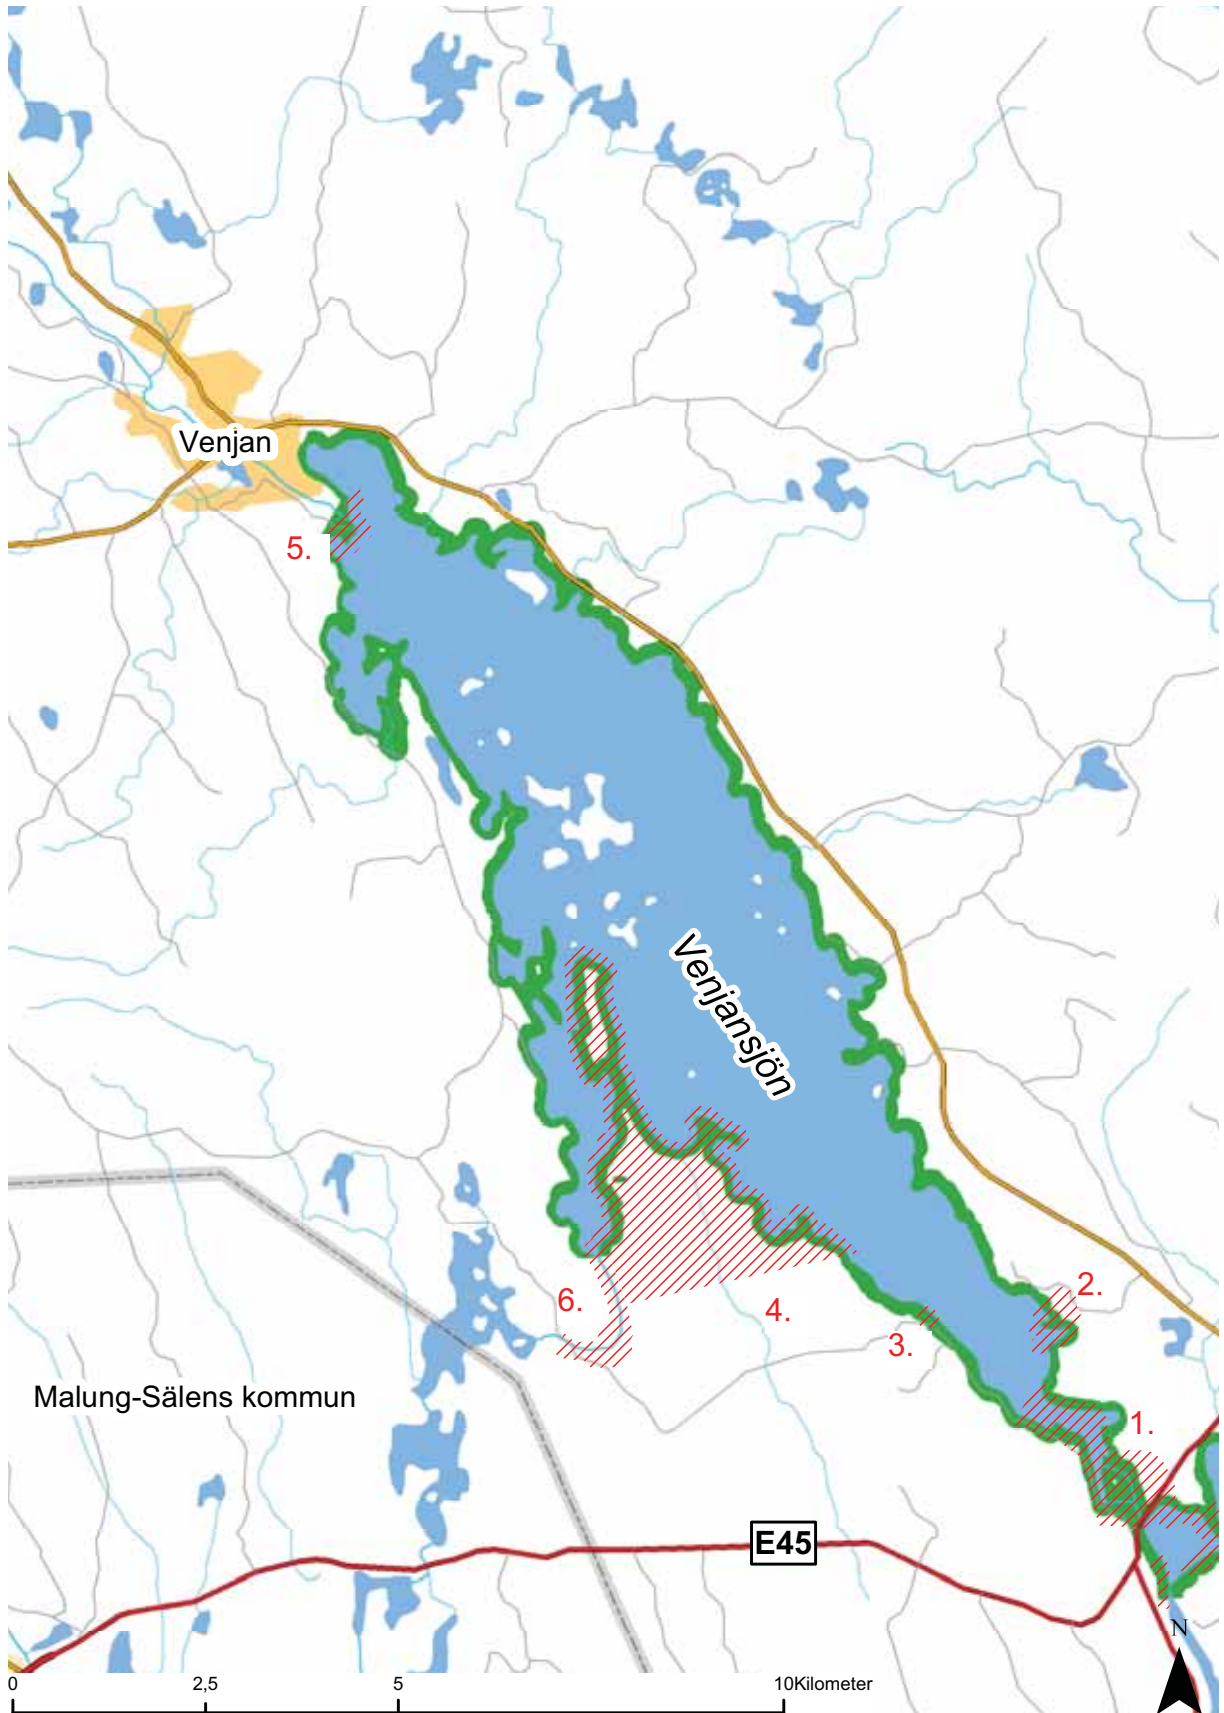 Venjan
5.
Venjansjön
2.
6.
4.
3.
Malung-Sälens kommun
1.
E45
N
0 2,5 5 10Kilometer